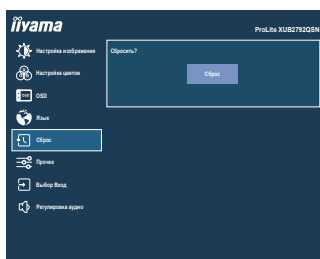 iiyama
ProLite XUB2792QSN
Настройка изображения
Сбросить?
Настройка цветов
Сброс
OSD
Язык
Сброс
Прочее
Выбор Вход
Регулировка аудио